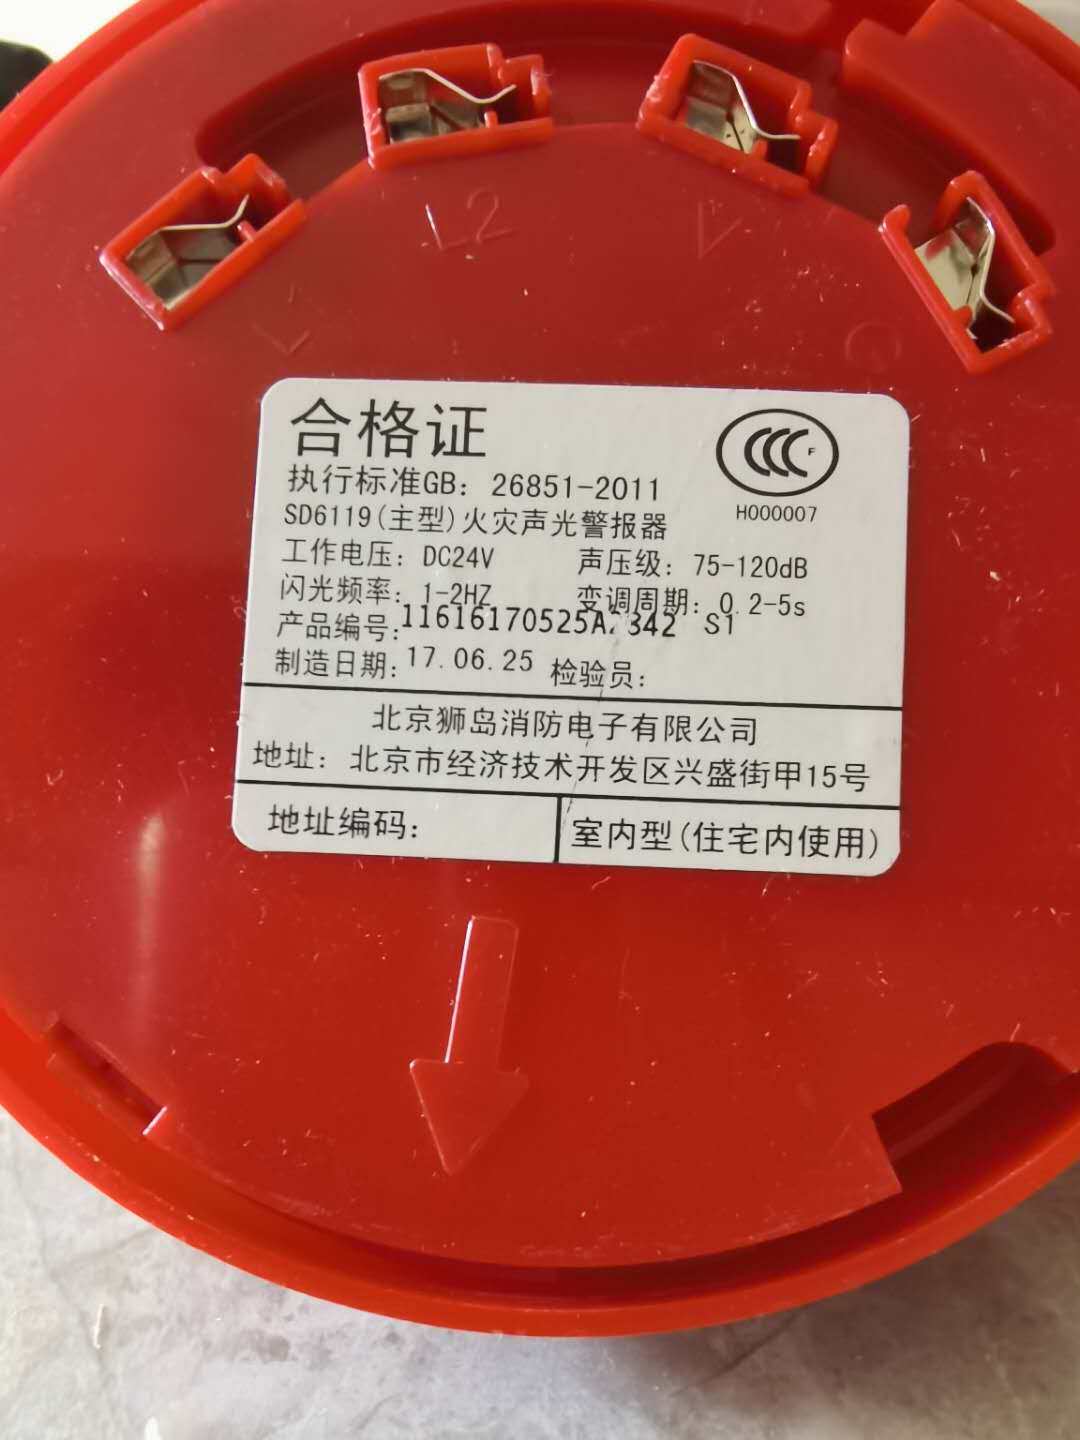 L2
V
L
G
合格证
CCC F
执行标准GB: 26851-2011
H000007
SD6119(主型)火灾声光警报器
工作电压: DC24V 声压级: 75-120dB
闪光频率: 1-2HZ 变调周期: 0.2-5s
产品编号: S1
制造日期: 17.06.25 检验员:
北京狮岛消防电子有限公司
地址: 北京市经济技术开发区兴盛街甲15号
地址编码:
室内型(住宅内使用)